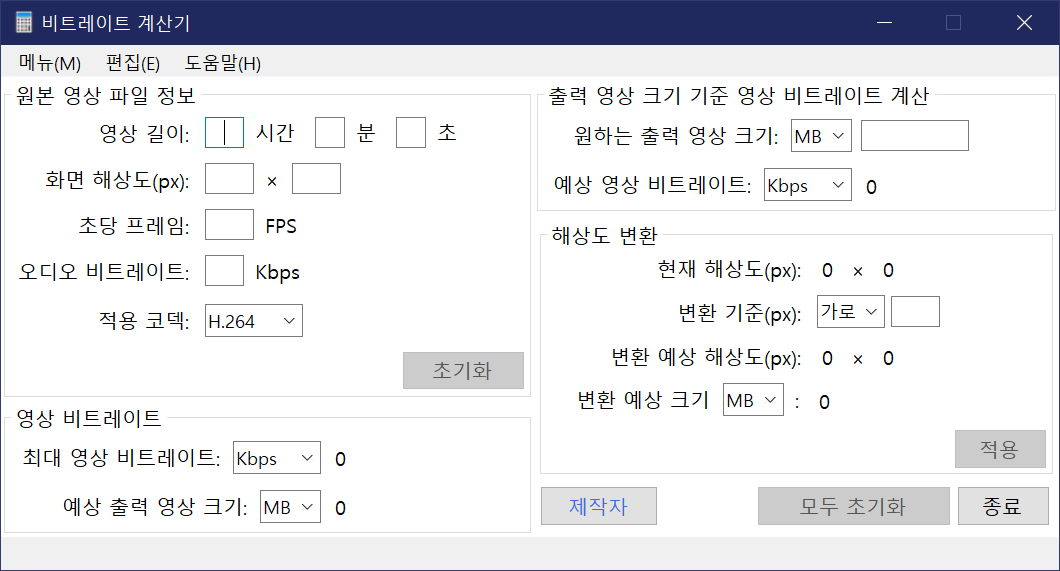 비트레이트 계산기
메뉴(M) 편집(E) 도움말(H)
원본 영상 파일 정보
영상 길이: 시간 분 초
화면 해상도(px): ×
초당 프레임: FPS
오디오 비트레이트: Kbps
적용 코덱: H.264
초기화
영상 비트레이트
최대 영상 비트레이트: Kbps 0
예상 출력 영상 크기: MB 0
출력 영상 크기 기준 영상 비트레이트 계산
원하는 출력 영상 크기: MB
예상 영상 비트레이트: Kbps 0
해상도 변환
현재 해상도(px): 0 × 0
변환 기준(px): 가로
변환 예상 해상도(px): 0 × 0
변환 예상 크기 MB : 0
적용
제작자 모두 초기화 종료